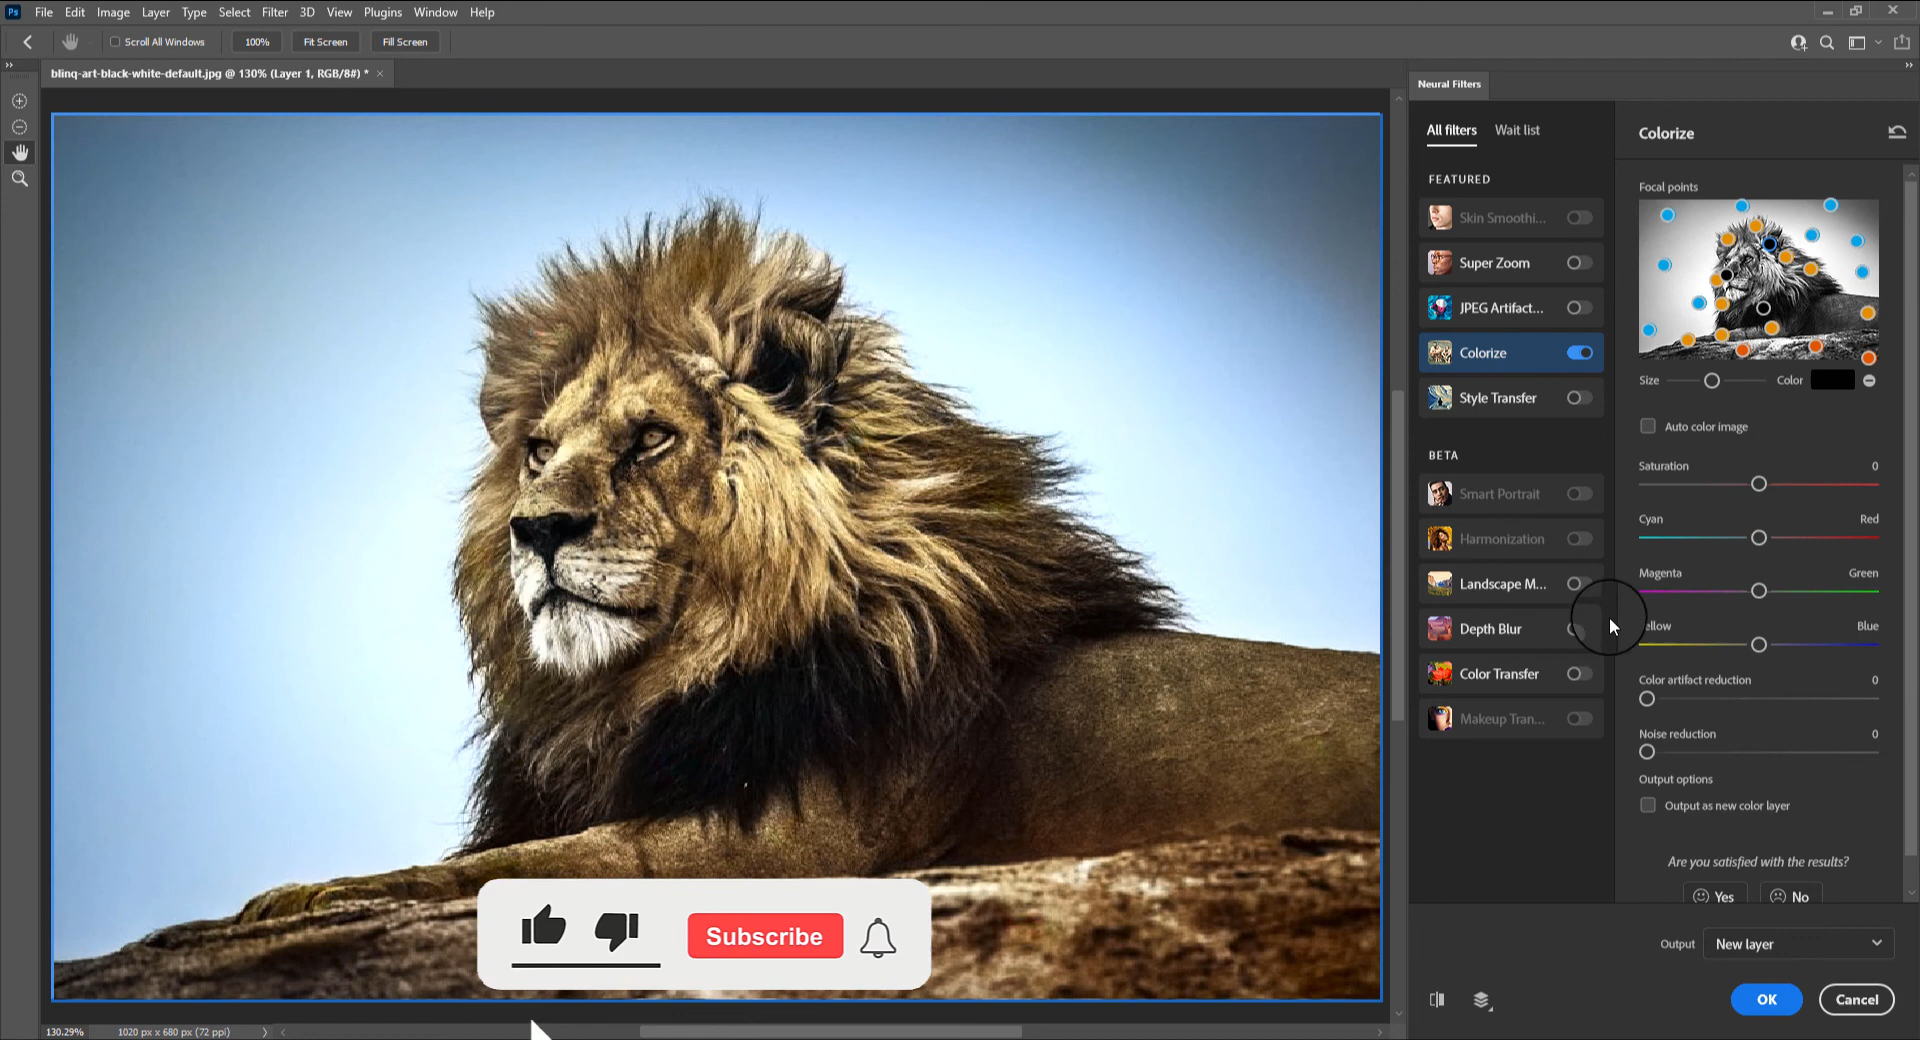 Ps File Edit Image Layer Type Select Filter 3D View Plugins Window Help
Scroll All Windows 100% Fit Screen Fill Screen
blinq-art-black-white-default.jpg @ 130% (Layer 1, RGB/8#) * ×
Neural Filters
All filters Wait list
FEATURED
Skin Smoothi...
Super Zoom
JPEG Artifact...
Colorize
Style Transfer
BETA
Smart Portrait
Harmonization
Landscape M...
Depth Blur
Color Transfer
Makeup Tran...
Colorize
Focal points
Size Color
Auto color image
Saturation 0
Cyan Red
Magenta Green
ellow Blue
Color artifact reduction 0
Noise reduction 0
Output options
Output as new color layer
Are you satisfied with the results?
Yes No
Output New layer
OK Cancel
Subscribe
130.29% 1020 px x 680 px (72 ppi)